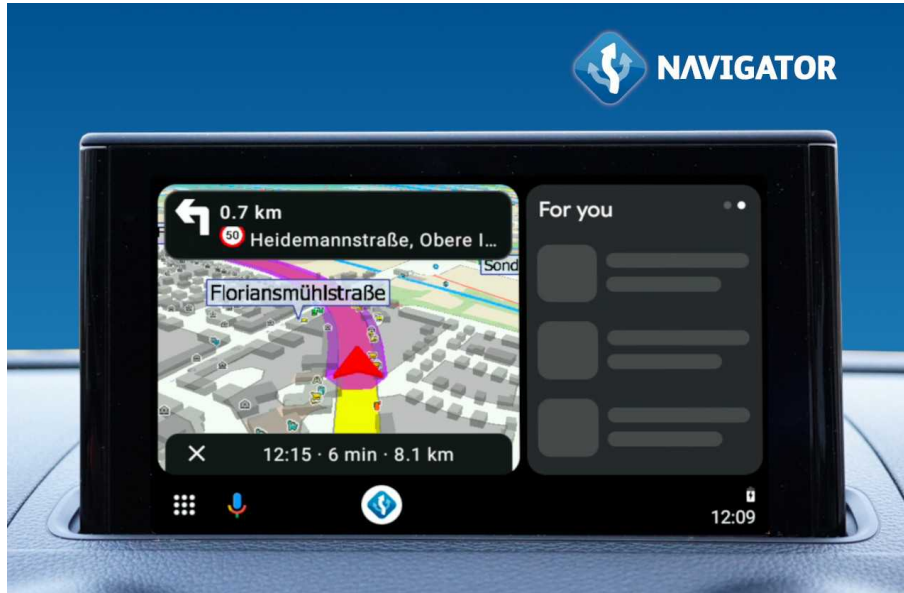 NAVIGATOR
0.7 km
50
Heidemannstraße, Obere I...
Sond
Floriansmühlstraße
12:15 · 6 min · 8.1 km
For you
12:09